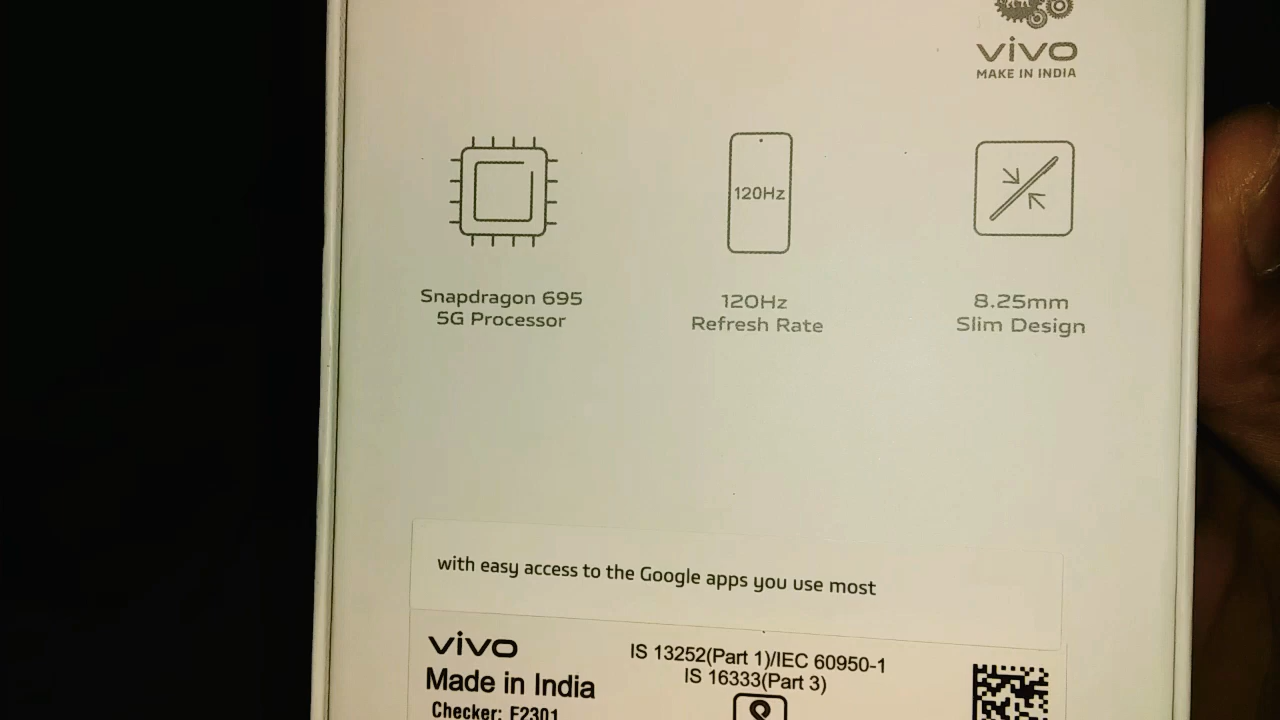 vivo
MAKE IN INDIA
120Hz
Snapdragon 695
5G Processor
120Hz
Refresh Rate
8.25mm
Slim Design
with easy access to the Google apps you use most
vivo
Made in India
Checker: F2301
IS 13252(Part 1)/IEC 60950-1
IS 16333(Part 3)